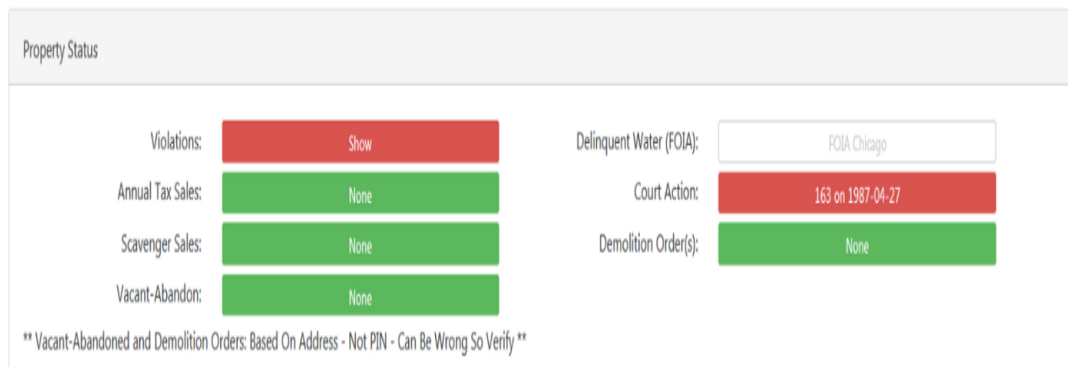 Property Status
Violations: Show Delinquent Water (FOIA): FOIA Chicago
Annual Tax Sales: None Court Action: 163 on 1987-04-27
Scavenger Sales: None Demolition Order(s): None
Vacant-Abandon: None
** Vacant-Abandoned and Demolition Orders: Based On Address - Not PIN - Can Be Wrong So Verify **